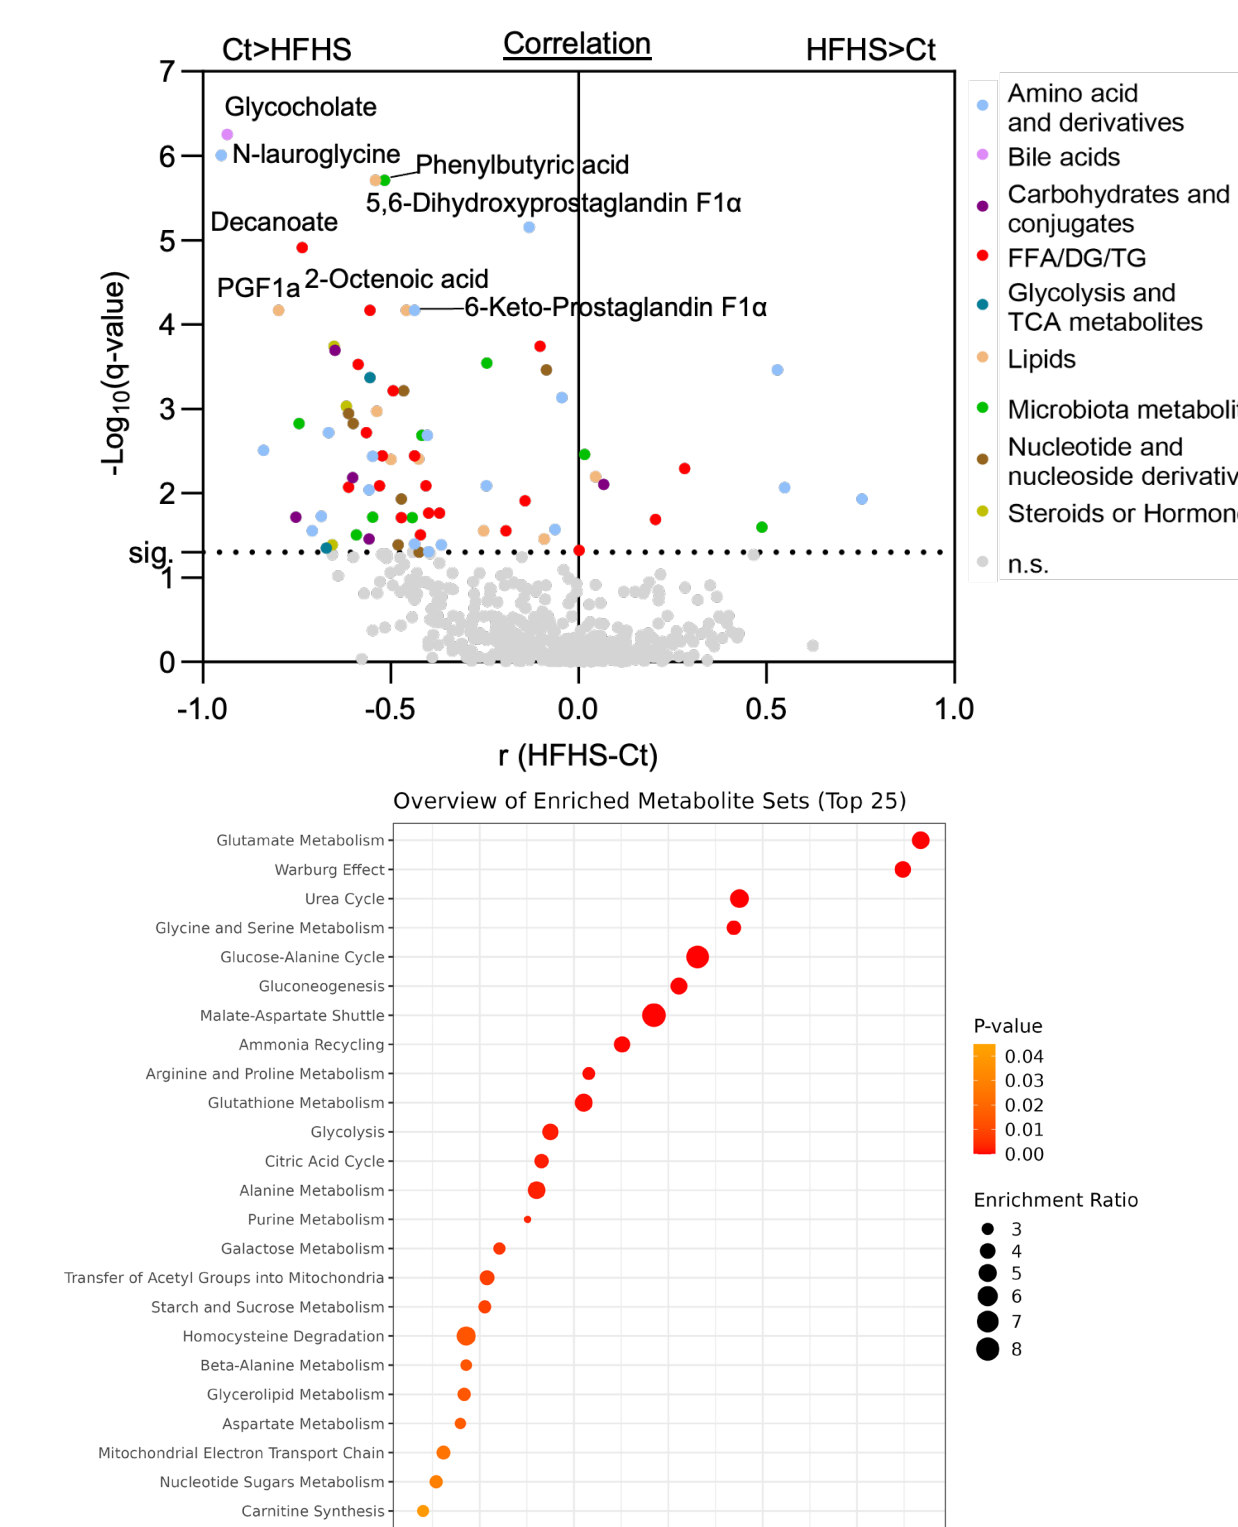 Ct>HFHS
Correlation
HFHS>Ct
7
6
5
4
3
2
sig.
1
0
-Log10(q-value)
Glycocholate
N-lauroglycine
Phenylbutyric acid
5,6-Dihydroxyprostaglandin F1α
Decanoate
PGF1a
2-Octenoic acid
6-Keto-Prostaglandin F1α
-1.0
-0.5
0.0
0.5
1.0
r (HFHS-Ct)
Amino acid
and derivatives
Bile acids
Carbohydrates and
conjugates
FFA/DG/TG
Glycolysis and
TCA metabolites
Lipids
Microbiota metabolit
Nucleotide and
nucleoside derivativ
Steroids or Hormon
n.s.
Overview of Enriched Metabolite Sets (Top 25)
Glutamate Metabolism
Warburg Effect
Urea Cycle
Glycine and Serine Metabolism
Glucose-Alanine Cycle
Gluconeogenesis
Malate-Aspartate Shuttle
Ammonia Recycling
Arginine and Proline Metabolism
Glutathione Metabolism
Glycolysis
Citric Acid Cycle
Alanine Metabolism
Purine Metabolism
Galactose Metabolism
Transfer of Acetyl Groups into Mitochondria
Starch and Sucrose Metabolism
Homocysteine Degradation
Beta-Alanine Metabolism
Glycerolipid Metabolism
Aspartate Metabolism
Mitochondrial Electron Transport Chain
Nucleotide Sugars Metabolism
Carnitine Synthesis
P-value
0.04
0.03
0.02
0.01
0.00
Enrichment Ratio
3
4
5
6
7
8